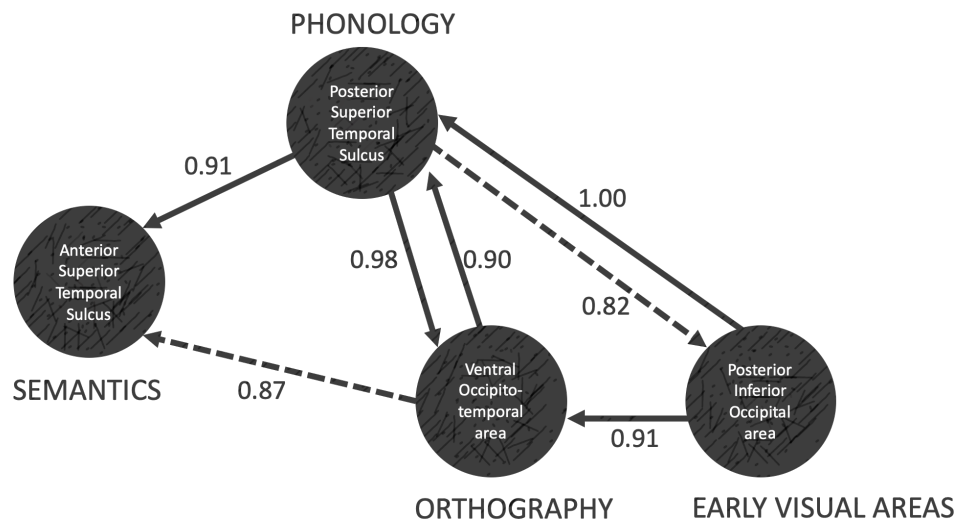 PHONOLOGY
Posterior
Superior
Temporal
Sulcus
0.91
1.00
Anterior
Superior
Temporal
Sulcus
0.98
0.90
0.82
SEMANTICS
0.87
Ventral
Occipito-
temporal
area
Posterior
Inferior
Occipital
area
0.91
ORTHOGRAPHY
EARLY VISUAL AREAS